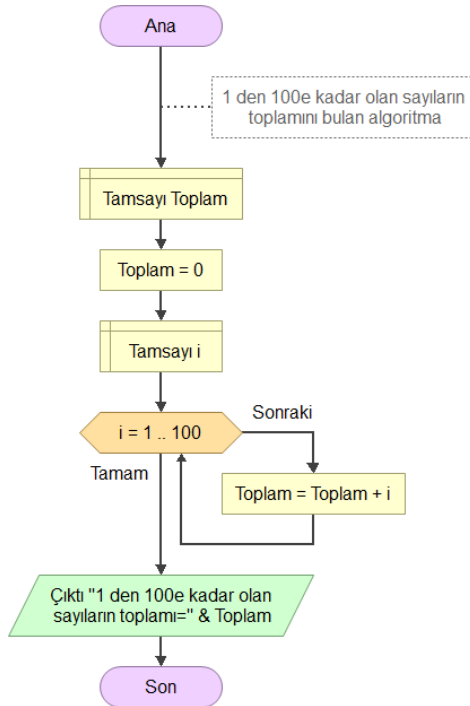 Ana
1 den 100e kadar olan sayıların
toplamını bulan algoritma
Tamsayı Toplam
Toplam = 0
Tamsayı i
i = 1 .. 100
Sonraki
Tamam
Toplam = Toplam + i
Çıktı "1 den 100e kadar olan
sayıların toplamı=" & Toplam
Son